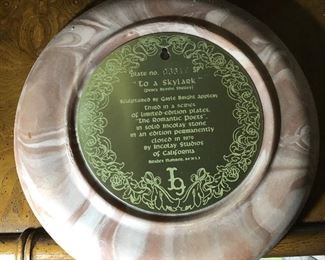 Plate no.
"To a Skylark"
(Percy Bysshe Shelley)
Sculptured by Gayle Bright Appleby
Third in a series
of limited-edition plates,
"The Romantic Poets",
in solid Incolay stone
in an edition permanently
closed in 1979
by Incolay Studios
of California